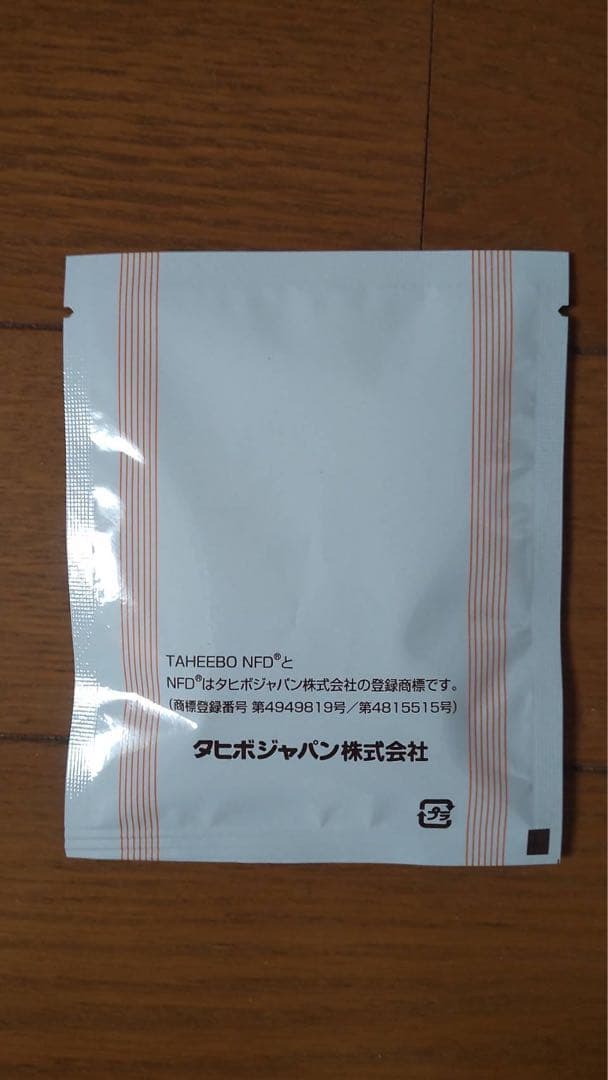 TAHEEBO NFD®と
NFD®はタヒボジャパン株式会社の登録商標です。
(商標登録番号 第4949819号／第4815515号)
タヒボジャパン株式会社
プラ